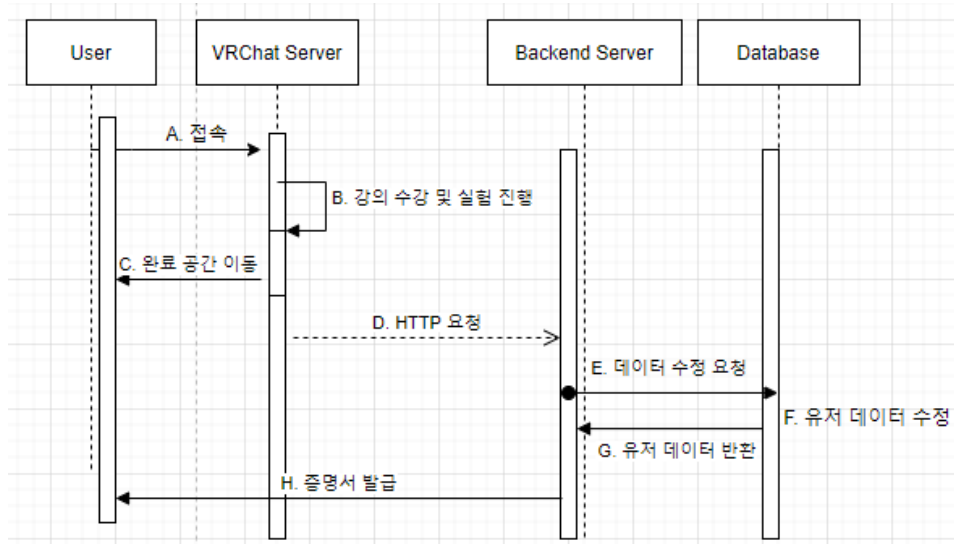 User
VRChat Server
Backend Server
Database
A. 접속
B. 강의 수강 및 실험 진행
C. 완료 공간 이동
D. HTTP 요청
E. 데이터 수정 요청
F. 유저 데이터 수정
G. 유저 데이터 반환
H. 증명서 발급